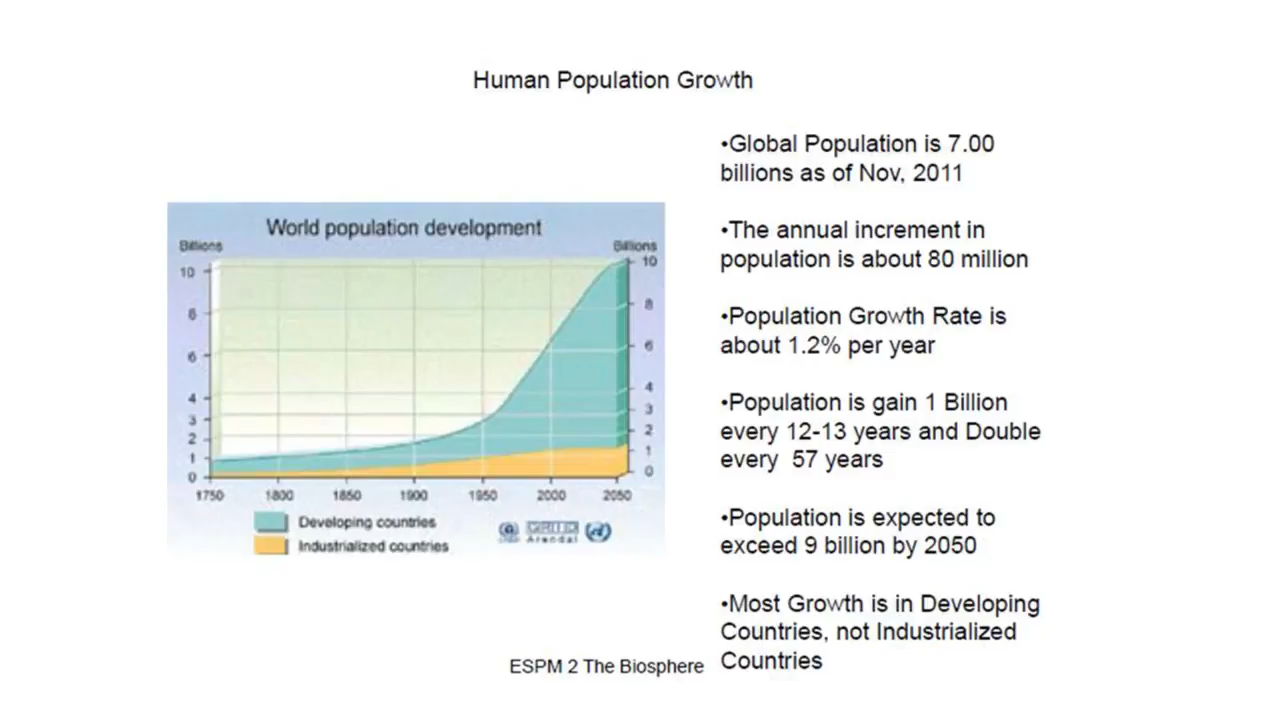 Human Population Growth
•Global Population is 7.00
billions as of Nov, 2011
•The annual increment in
population is about 80 million
•Population Growth Rate is
about 1.2% per year
•Population is gain 1 Billion
every 12-13 years and Double
every 57 years
•Population is expected to
exceed 9 billion by 2050
•Most Growth is in Developing
Countries, not Industrialized
Countries
World population development
Billions Billions
10 10
8 8
6 6
4 4
3 3
2 2
1 1
0 0
1750 1800 1850 1900 1950 2000 2050
Developing countries
Industrialized countries
GRID
Arendal
ESPM 2 The Biosphere